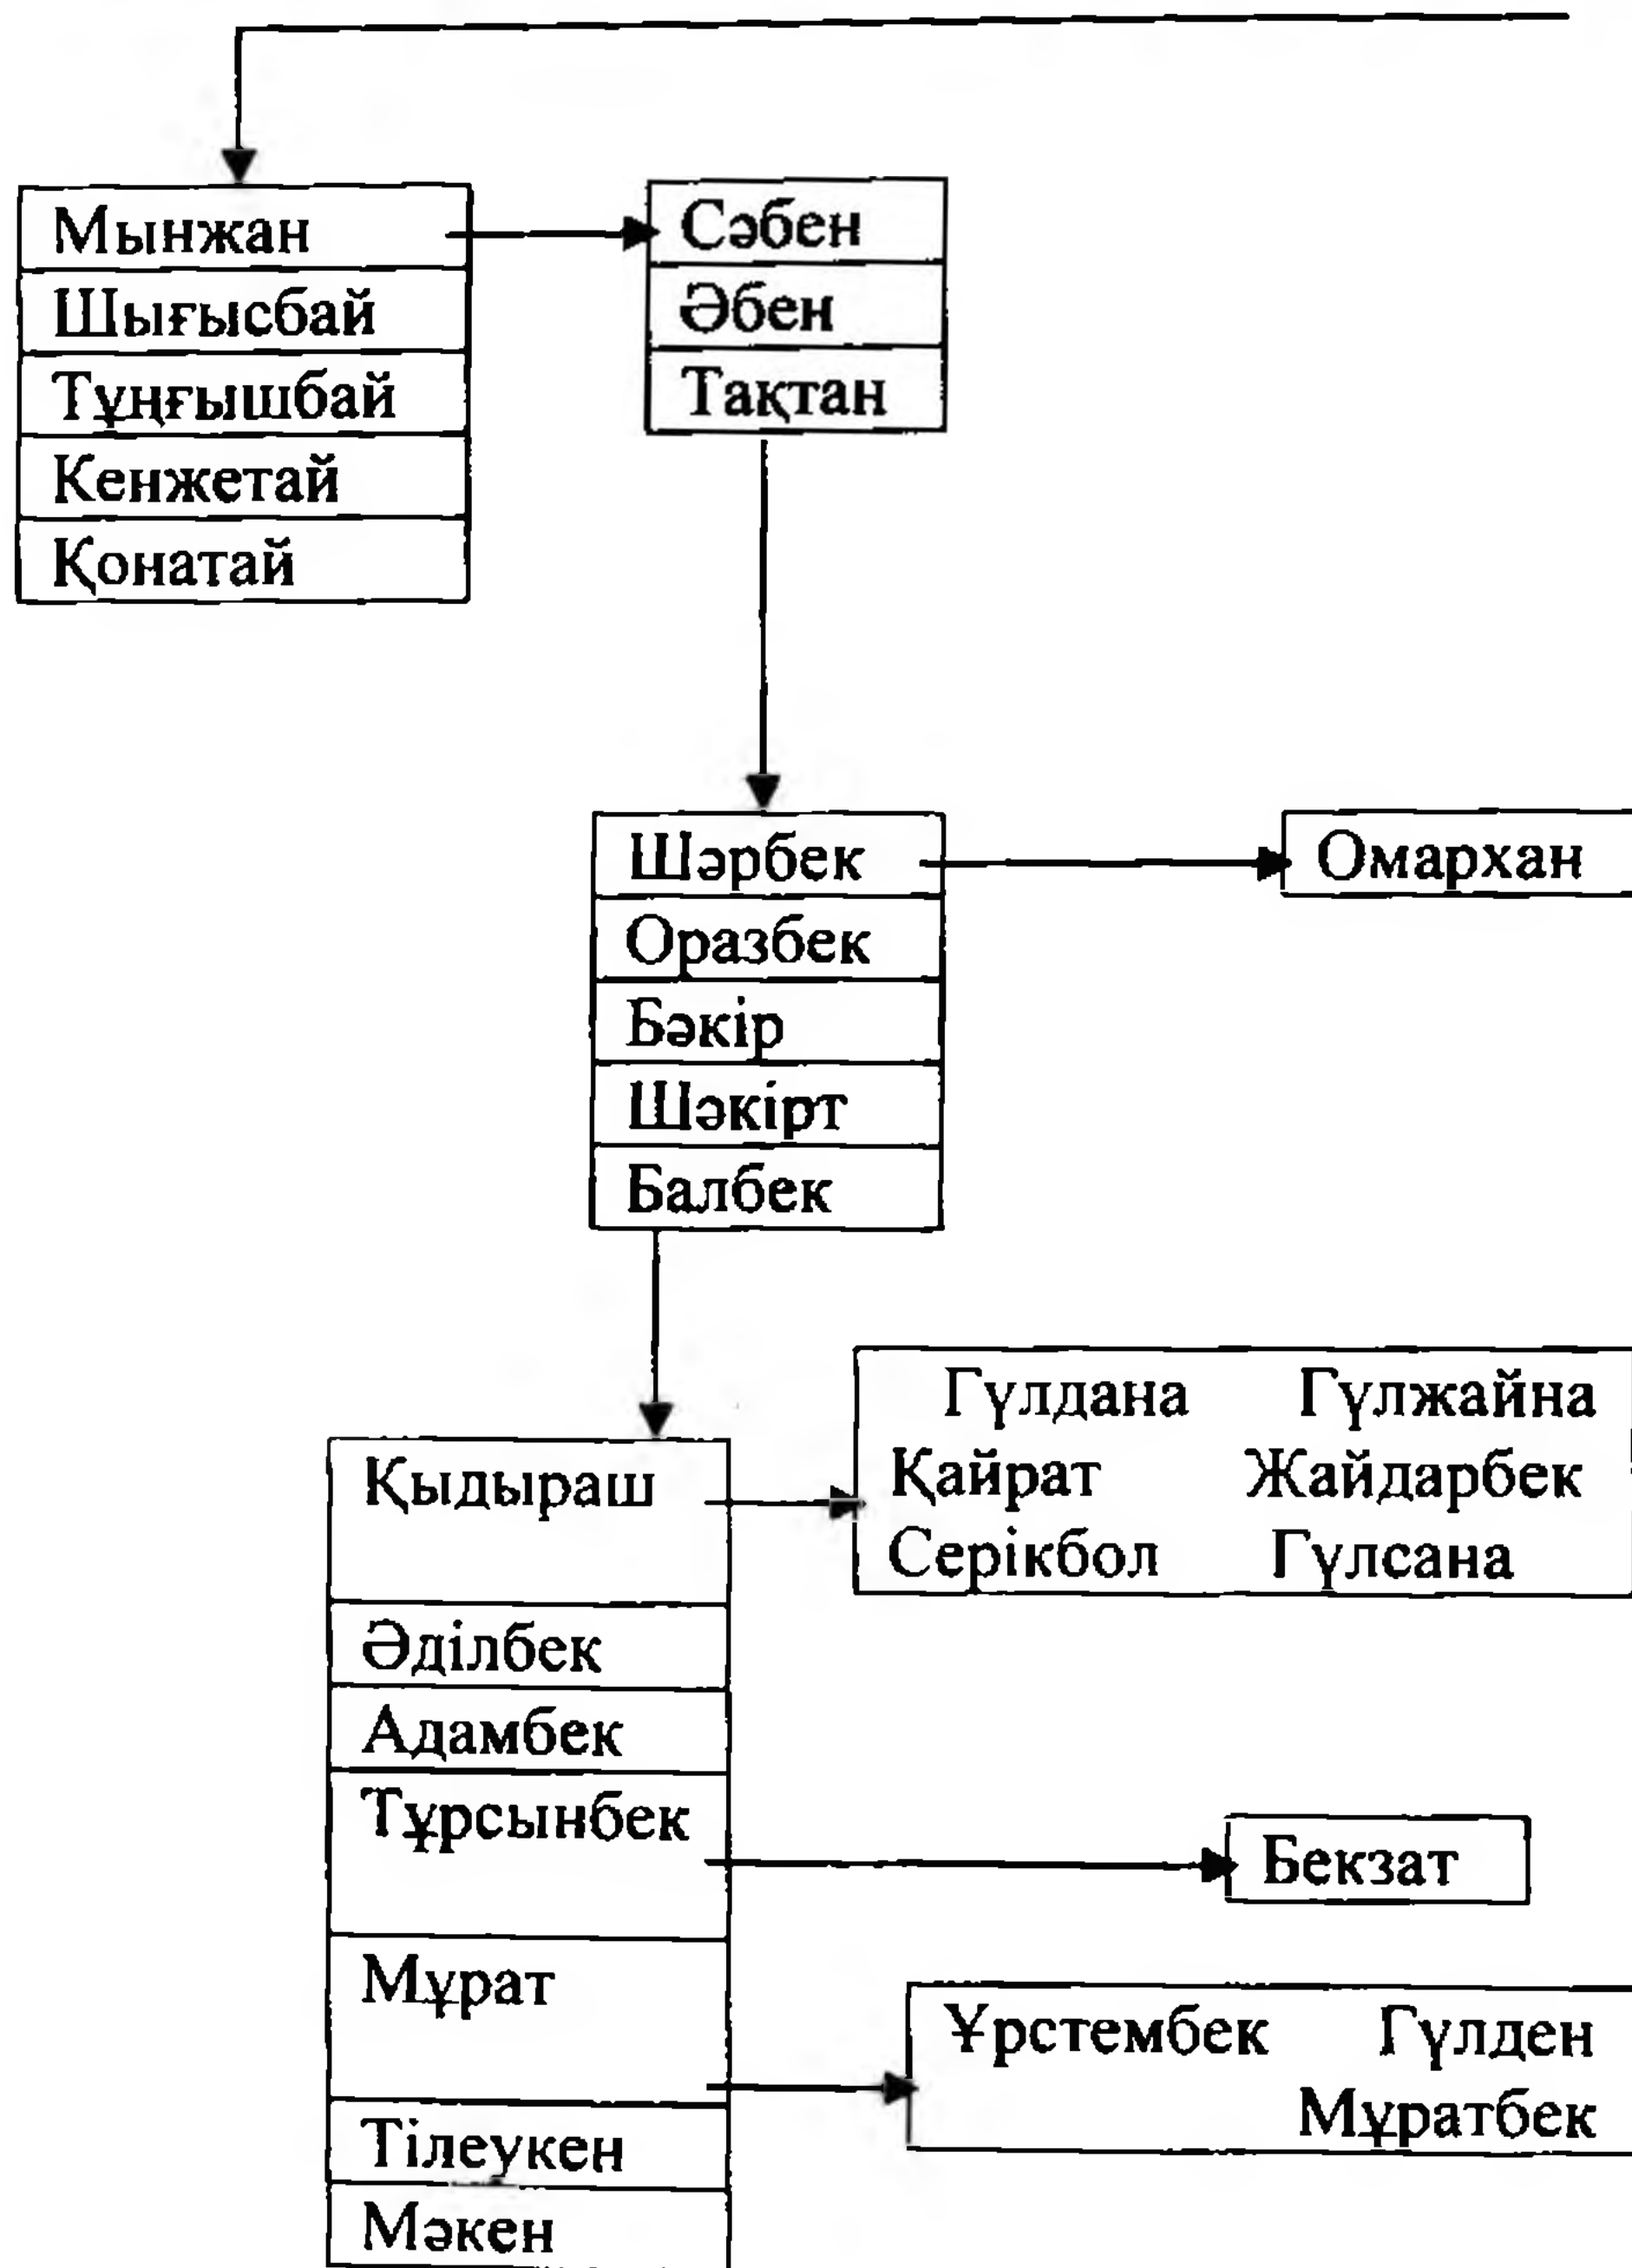 Мынжан
Шығысбай
Тұңғышбай
Кенжетай
Қонатай
Сәбен
Әбен
Тақтан
Шәрбек
Оразбек
Бәкір
Шәкірт
Балбек
Омархан
Қыдыраш
Әділбек
Адамбек
Тұрсынбек
Мұрат
Тілеукен
Мәкен
Гүлдана Гүлжайна
Қайрат Жайдарбек
Серікбол Гүлсана
Бекзат
Ұрстембек Гүлден
Мұратбек